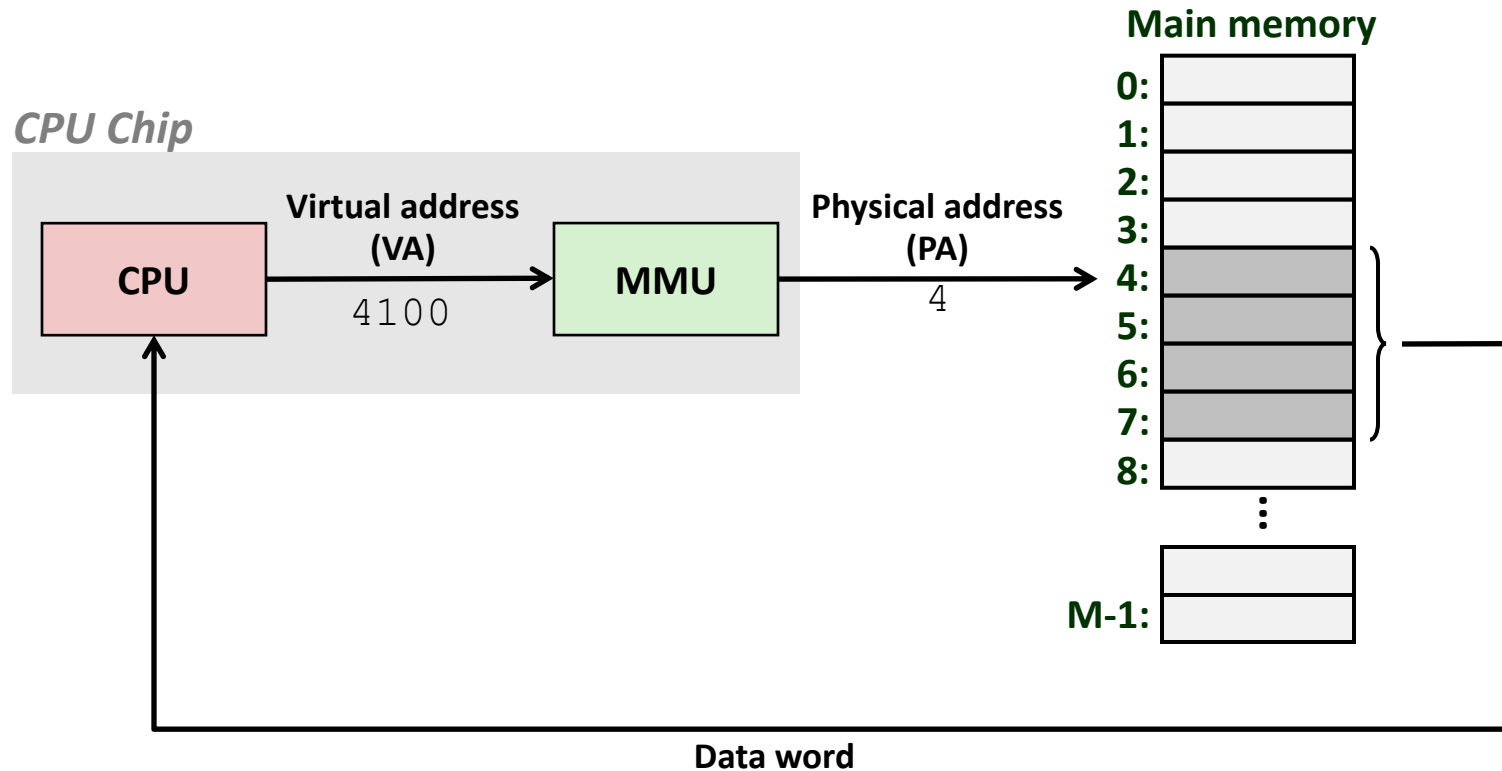 Main memory
CPU Chip
Virtual address
(VA)
Physical address
(PA)
CPU
4100
MMU
4
0:
1:
2:
3:
4:
5:
6:
7:
8:
⋮
M-1:
Data word